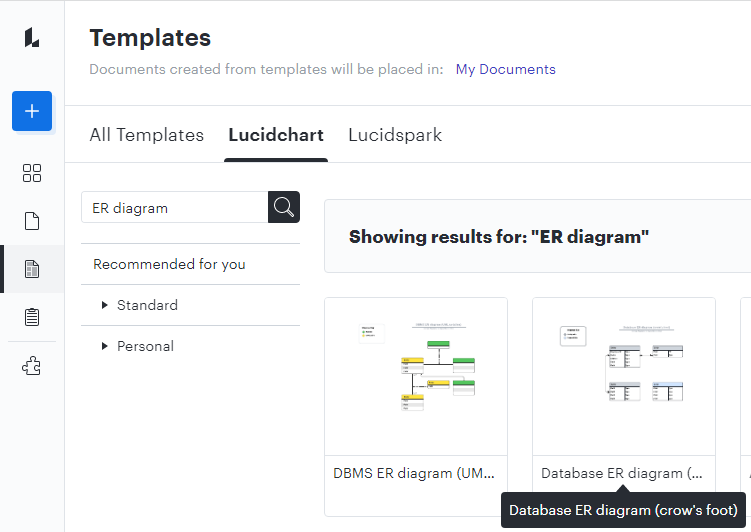 Templates
Documents created from templates will be placed in: My Documents
All Templates Lucidchart Lucidspark
ER diagram
Showing results for: "ER diagram"
Recommended for you
Standard
Personal
DBMS ER diagram (UM...
Database ER diagram (...
Database ER diagram (crow's foot)